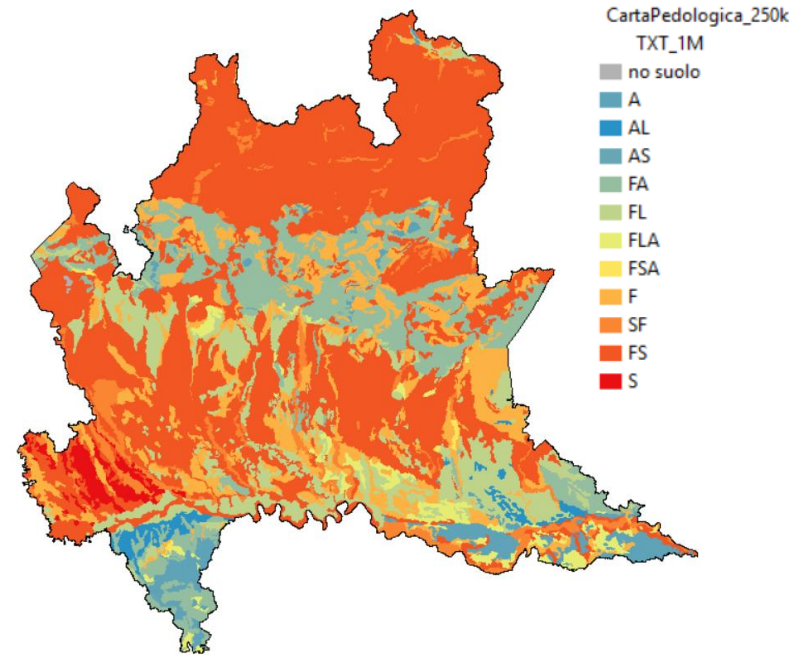 CartaPedologica_250k
TXT_1M
no suolo
A
AL
AS
FA
FL
FLA
FSA
F
SF
FS
S